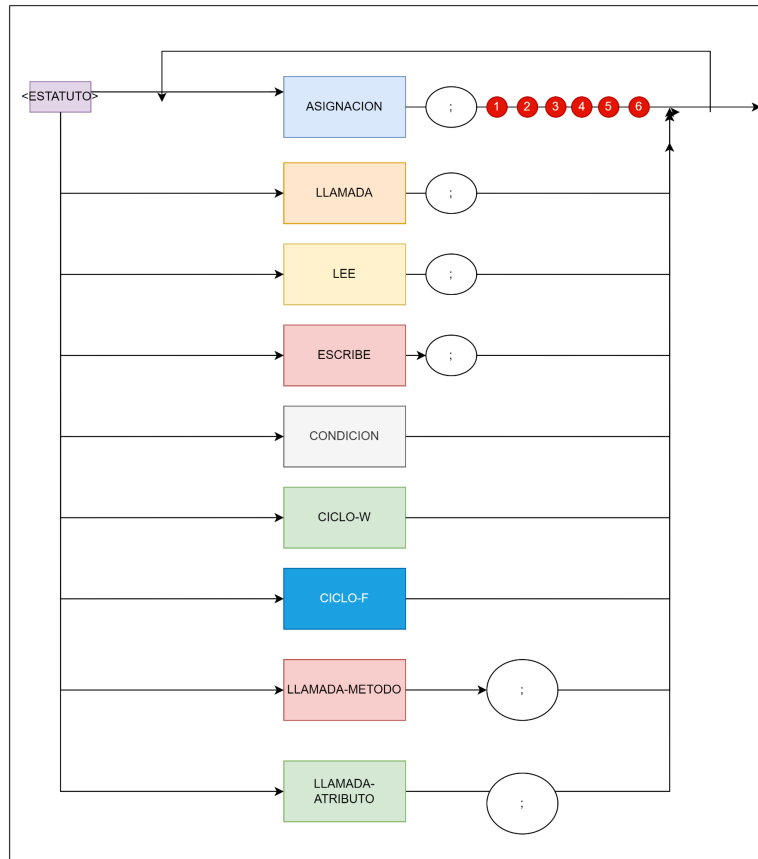 <ESTATUTO>
ASIGNACION
;
1 2 3 4 5 6
LLAMADA
;
LEE
;
ESCRIBE
;
CONDICION
CICLO-W
CICLO-F
LLAMADA-METODO
;
LLAMADA-
ATRIBUTO
;